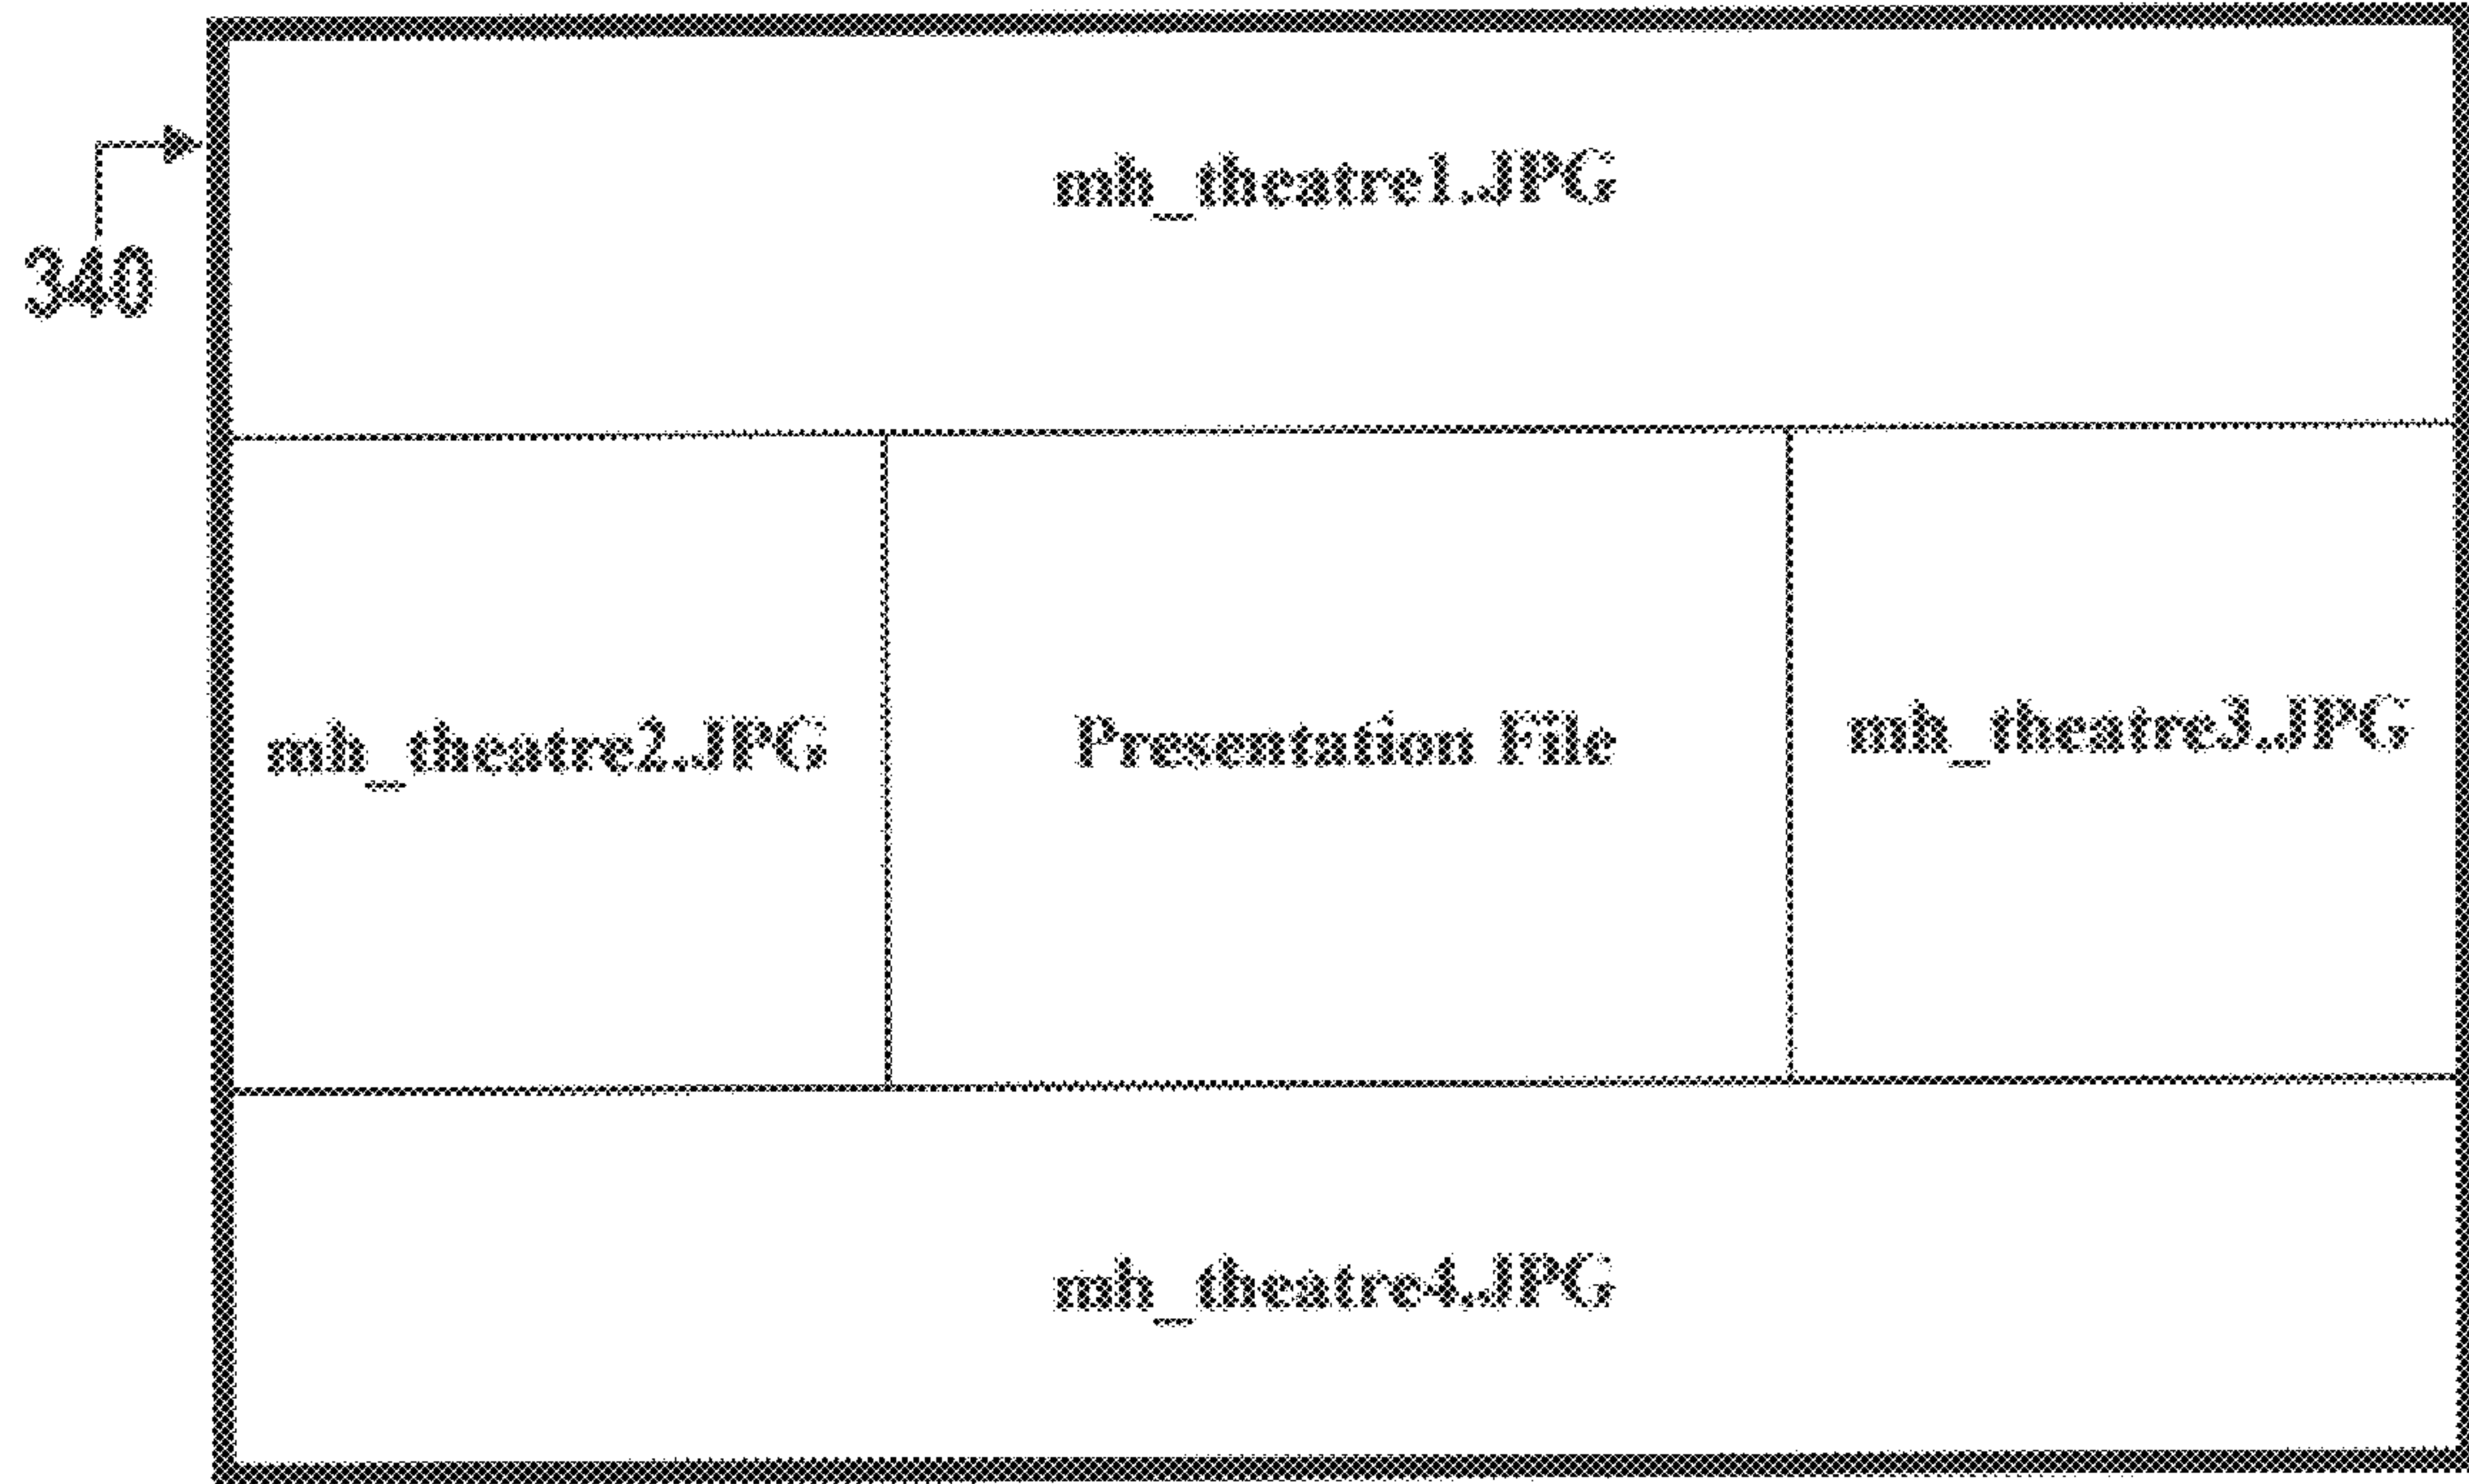 mh_theatre1.JPG
340
mh_theatre2.JPG
Presentation File
mh_theatre3.JPG
mh_theatre4.JPG